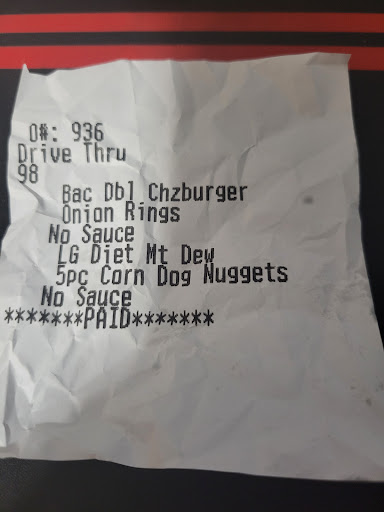 O#: 936
Drive Thru
98
Bac Dbl Chzburger
Onion Rings
No Sauce
LG Diet Mt Dew
5pc Corn Dog Nuggets
No Sauce
*******PAID*******